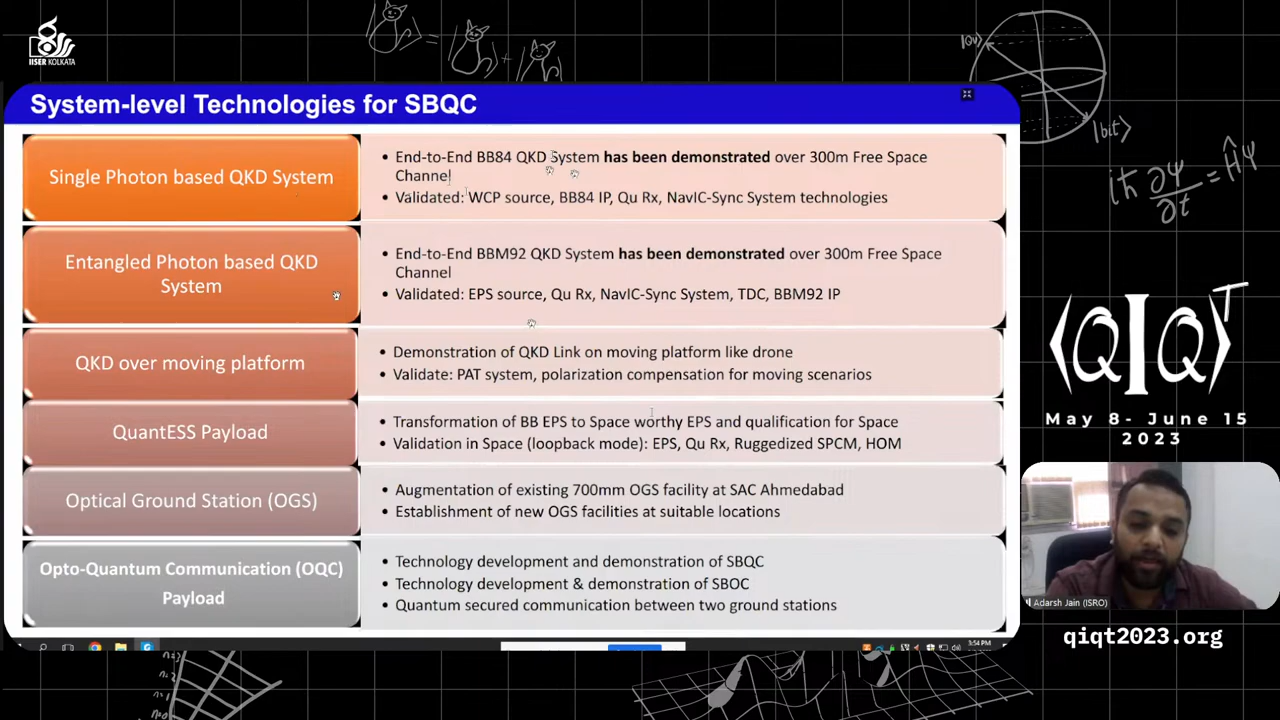 IISER KOLKATA
System-level Technologies for SBQC
Single Photon based QKD System
• End-to-End BB84 QKD System has been demonstrated over 300m Free Space
Channel
• Validated: WCP source, BB84 IP, Qu Rx, NavIC-Sync System technologies
Entangled Photon based QKD
System
• End-to-End BBM92 QKD System has been demonstrated over 300m Free Space
Channel
• Validated: EPS source, Qu Rx, NavIC-Sync System, TDC, BBM92 IP
QKD over moving platform
• Demonstration of QKD Link on moving platform like drone
• Validate: PAT system, polarization compensation for moving scenarios
QuantESS Payload
• Transformation of BB EPS to Space worthy EPS and qualification for Space
• Validation in Space (loopback mode): EPS, Qu Rx, Ruggedized SPCM, HOM
Optical Ground Station (OGS)
• Augmentation of existing 700mm OGS facility at SAC Ahmedabad
• Establishment of new OGS facilities at suitable locations
Opto-Quantum Communication (OQC)
Payload
• Technology development and demonstration of SBQC
• Technology development & demonstration of SBOC
• Quantum secured communication between two ground stations
3:54 PM
|bit⟩
iħ ∂ψ/∂t = Ĥψ
⟨Q|Q⟩T
May 8- June 15
2023
Adarsh Jain (ISRO)
qiqt2023.org
n=2
n=1
n=0